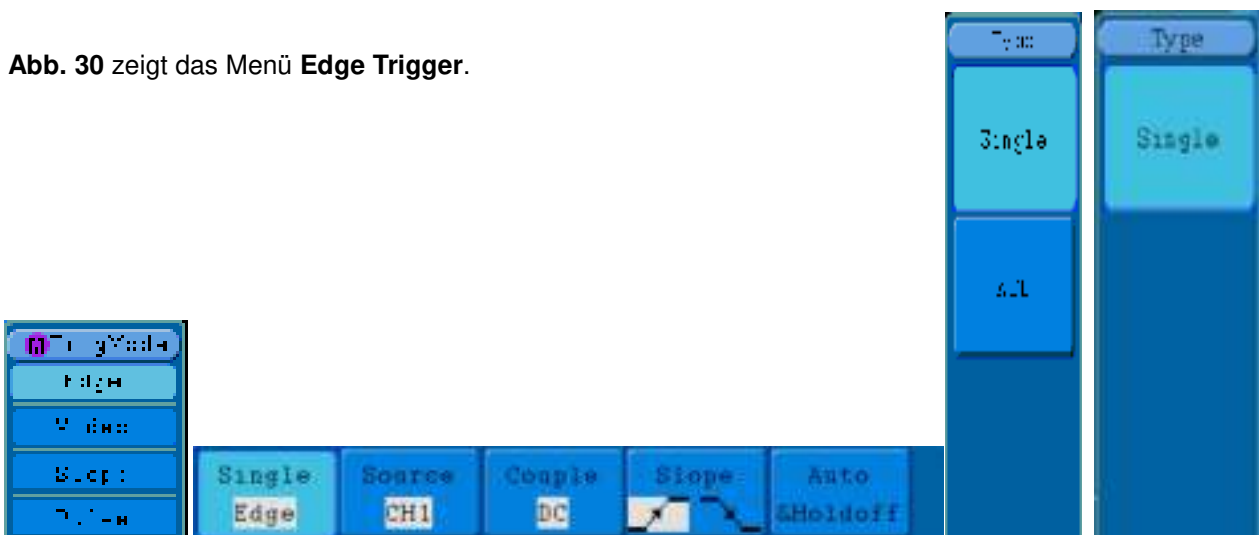 Abb. 30 zeigt das Menü Edge Trigger.
Type
Single
Type
Single
Single
Edge
Source
CH1
Couple
DC
Slope
Auto
&Holdoff